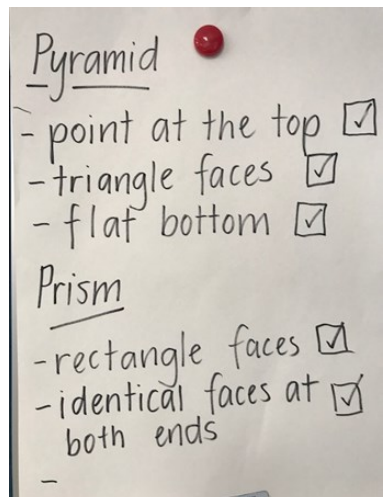 Pyramid
- point at the top ☑
- triangle faces ☑
- flat bottom ☑
Prism
- rectangle faces ☑
- identical faces at ☑
both ends
-